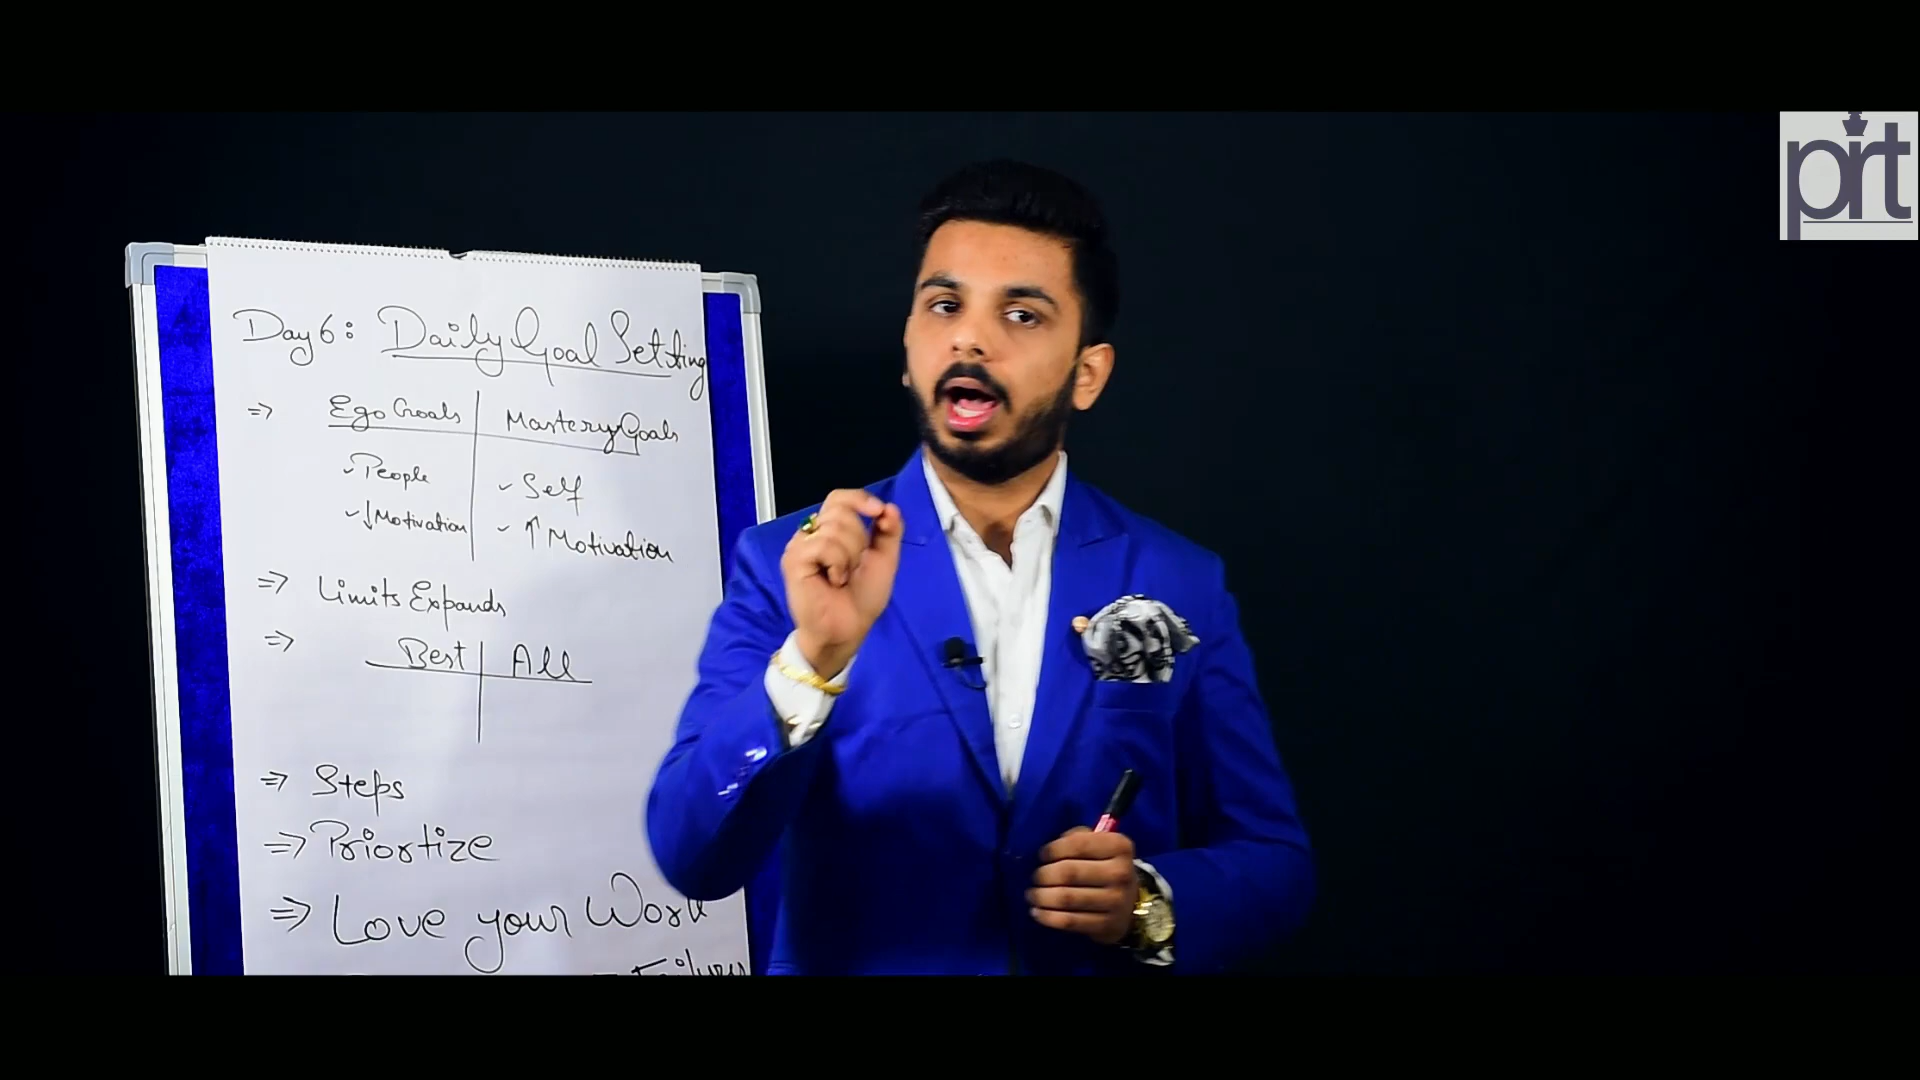 prt
Day 6: Daily Goal Setting
=> Ego Goals | Mastery Goals
✓ People ✓ Self
✓ ↓ Motivation ✓ ↑ Motivation
=> Limits Expands
=> Best | All
=> Steps
=> Priortize
=> Love your Work